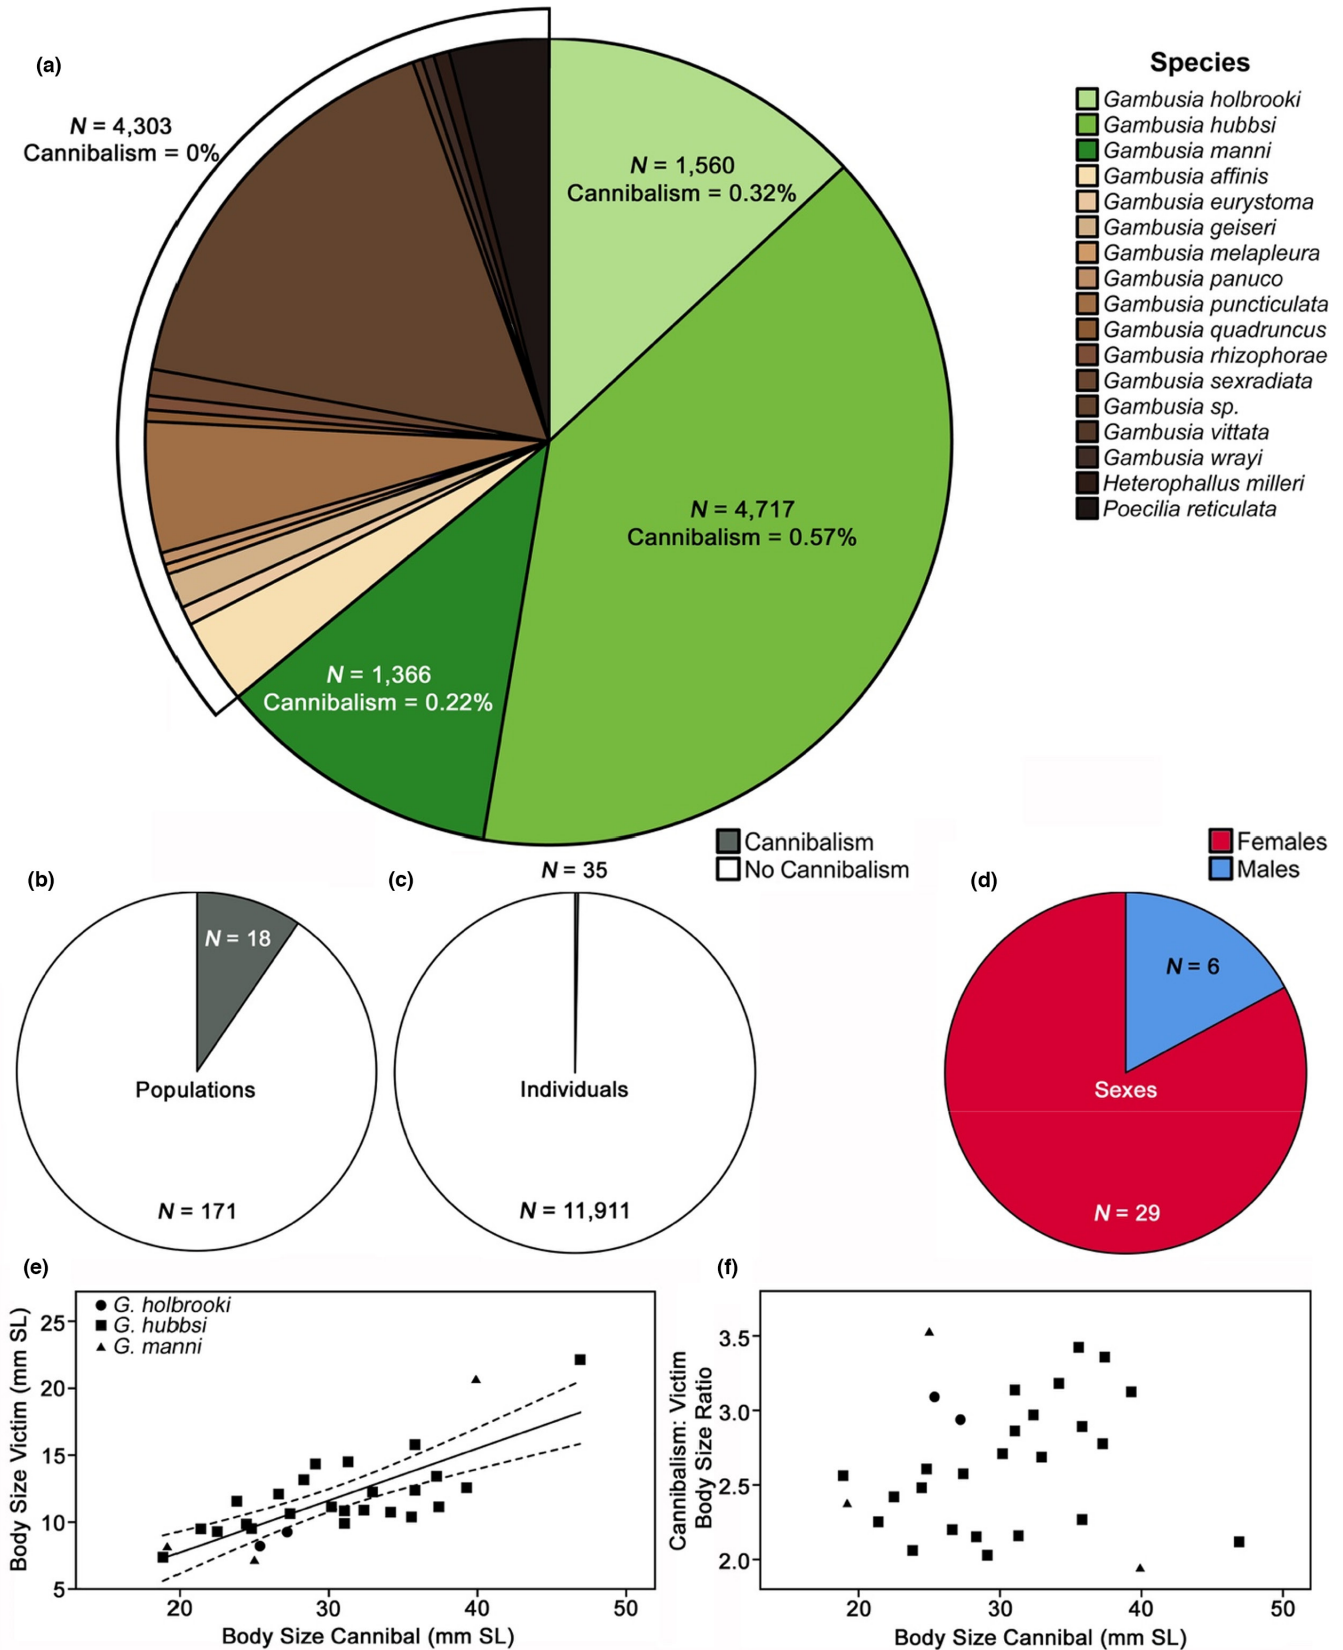 (a)
N = 4,303
Cannibalism = 0%
N = 1,560
Cannibalism = 0.32%
N = 4,717
Cannibalism = 0.57%
N = 1,366
Cannibalism = 0.22%
Species
Gambusia holbrooki
Gambusia hubbsi
Gambusia manni
Gambusia affinis
Gambusia eurystoma
Gambusia geiseri
Gambusia melapleura
Gambusia panuco
Gambusia puncticulata
Gambusia quadruncus
Gambusia rhizophorae
Gambusia sexradiata
Gambusia sp.
Gambusia vittata
Gambusia wrayi
Heterophallus milleri
Poecilia reticulata
Cannibalism
No Cannibalism
Females
Males
(b)
N = 18
Populations
N = 171
(c)
N = 35
Individuals
N = 11,911
(d)
N = 6
Sexes
N = 29
(e)
G. holbrooki
G. hubbsi
G. manni
Body Size Victim (mm SL)
25
20
15
10
5
20 30 40 50
Body Size Cannibal (mm SL)
(f)
Cannibalism: Victim
Body Size Ratio
3.5
3.0
2.5
2.0
20 30 40 50
Body Size Cannibal (mm SL)